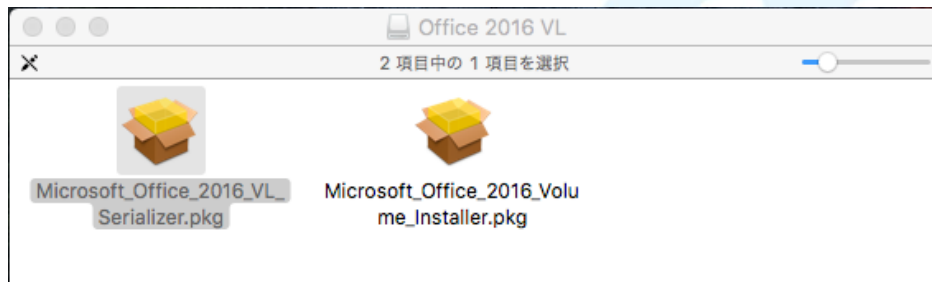 Office 2016 VL
2 項目中の 1 項目を選択
Microsoft_Office_2016_VL_
Serializer.pkg
Microsoft_Office_2016_Volu
me_Installer.pkg